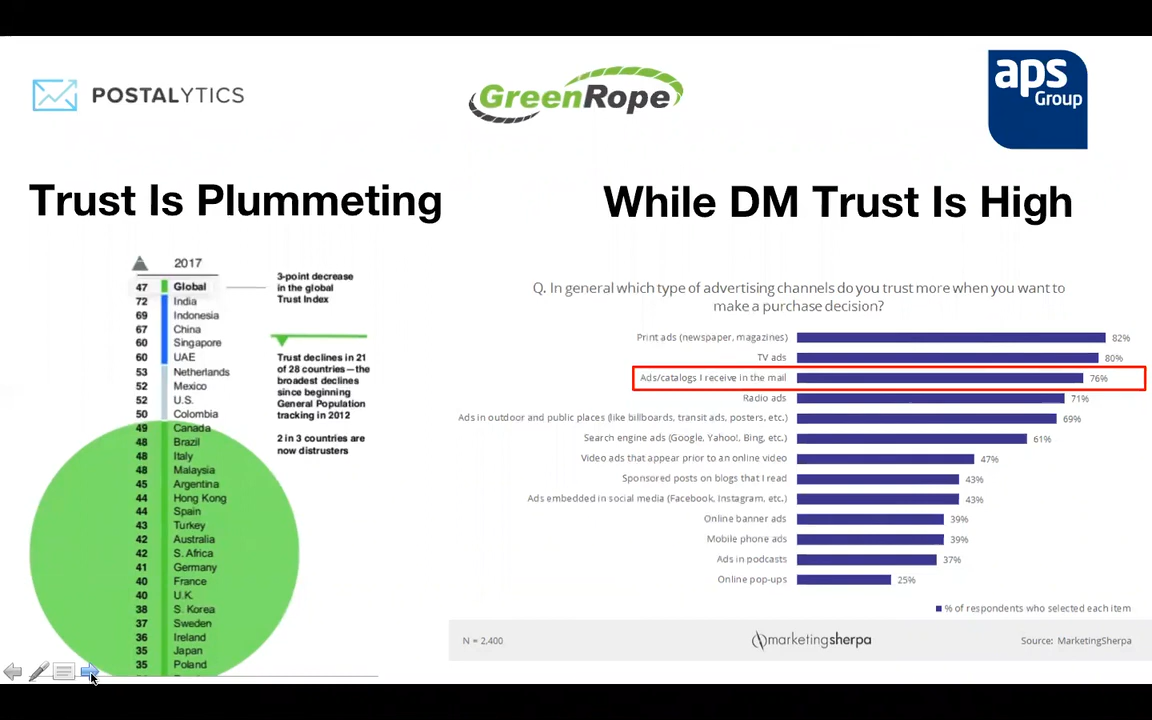 POSTALYTICS
GreenRope
aps
Group
Trust Is Plummeting
While DM Trust Is High
2017
47 Global
72 India
69 Indonesia
67 China
60 Singapore
60 UAE
53 Netherlands
52 Mexico
52 U.S.
50 Colombia
49 Canada
48 Brazil
48 Italy
48 Malaysia
45 Argentina
44 Hong Kong
44 Spain
43 Turkey
42 Australia
42 S. Africa
41 Germany
40 France
40 U.K.
38 S. Korea
37 Sweden
36 Ireland
35 Japan
35 Poland
3-point decrease
in the global
Trust Index
Trust declines in 21
of 28 countries—the
broadest declines
since beginning
General Population
tracking in 2012
2 in 3 countries are
now distrusters
Q. In general which type of advertising channels do you trust more when you want to
make a purchase decision?
Print ads (newspaper, magazines) 82%
TV ads 80%
Ads/catalogs I receive in the mail 76%
Radio ads 71%
Ads in outdoor and public places (like billboards, transit ads, posters, etc.) 69%
Search engine ads (Google, Yahoo!, Bing, etc.) 61%
Video ads that appear prior to an online video 47%
Sponsored posts on blogs that I read 43%
Ads embedded in social media (Facebook, Instagram, etc.) 43%
Online banner ads 39%
Mobile phone ads 39%
Ads in podcasts 37%
Online pop-ups 25%
% of respondents who selected each item
N = 2,400
marketingsherpa
Source: MarketingSherpa